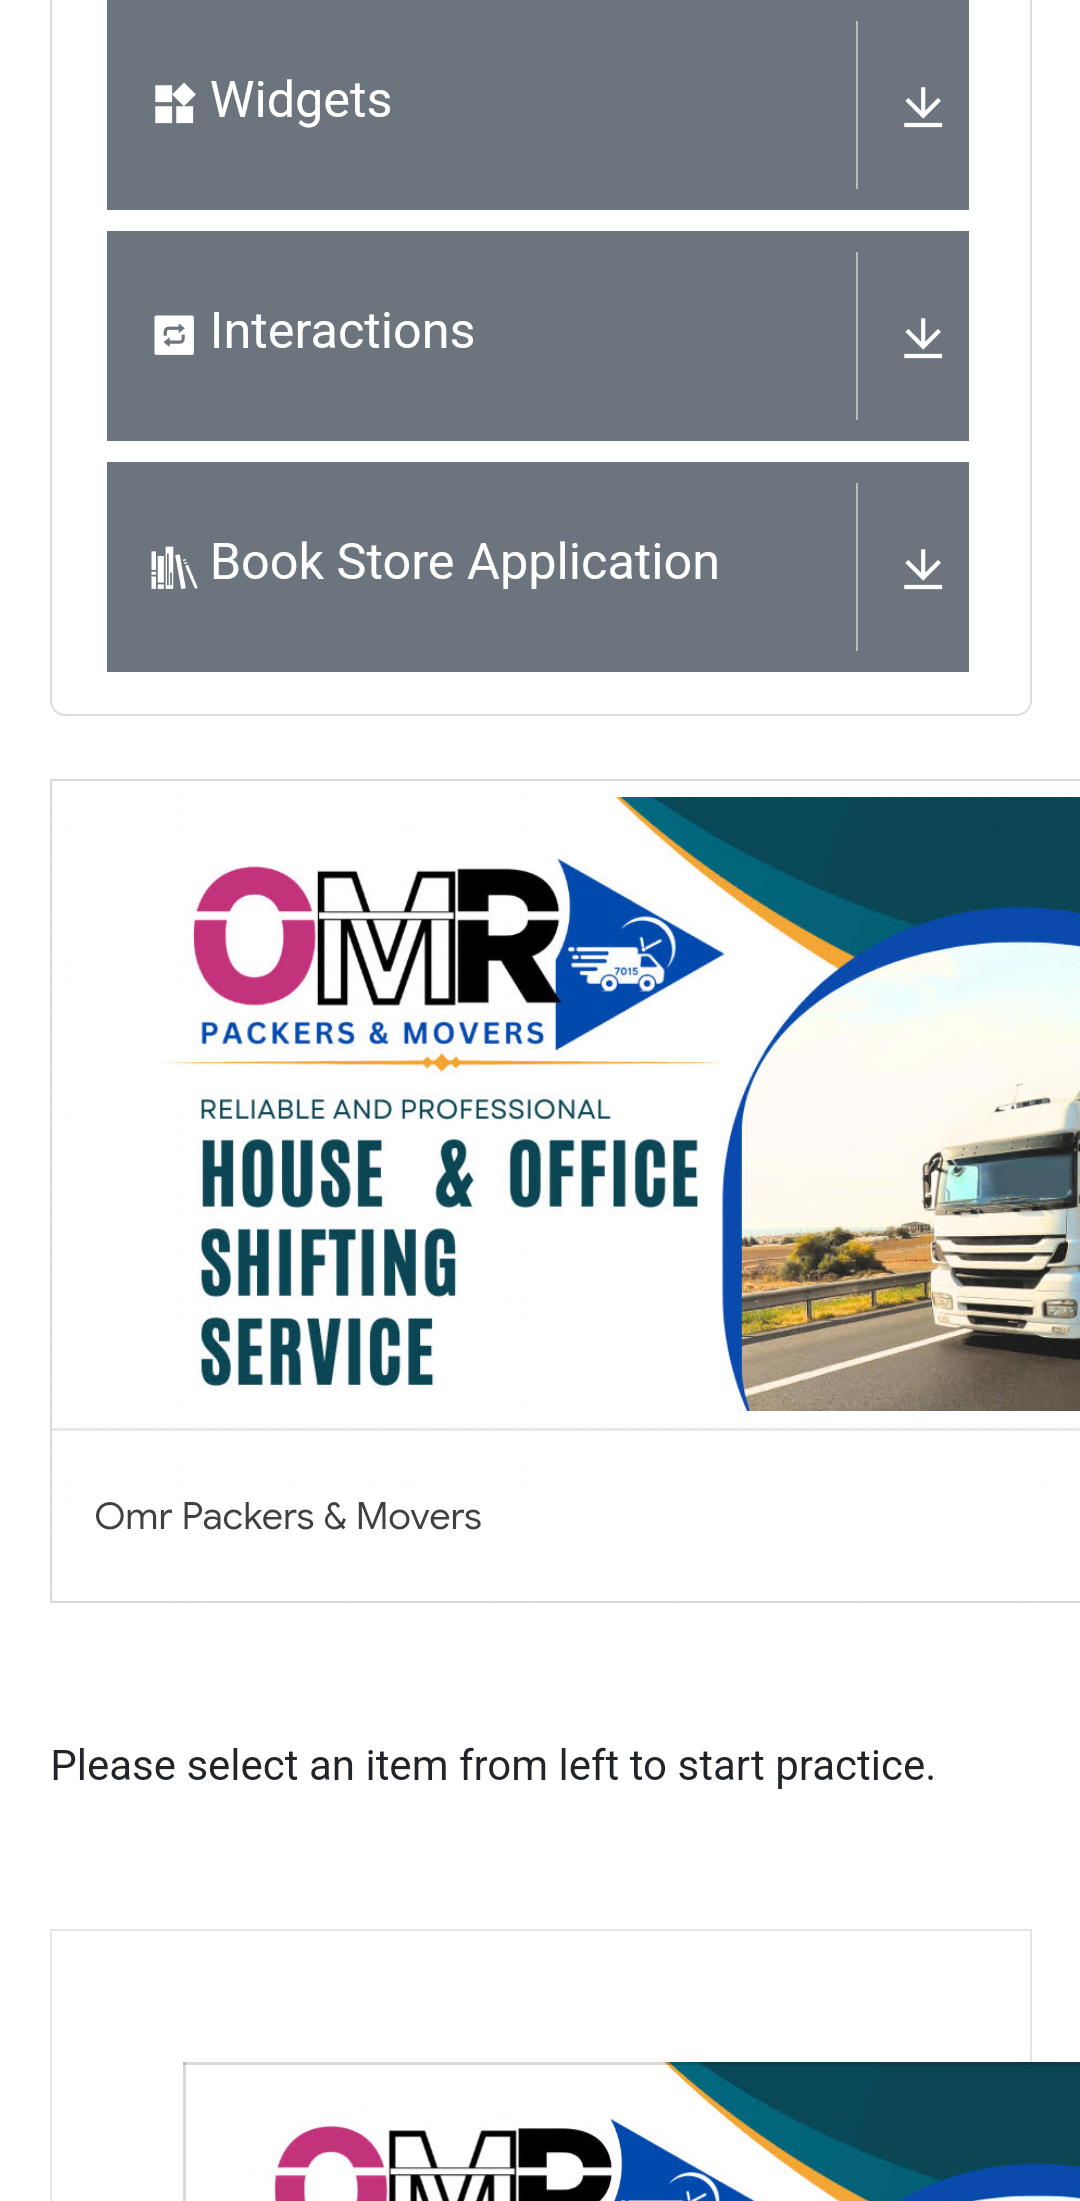 Widgets
Interactions
Book Store Application
OMR
7015
PACKERS & MOVERS
RELIABLE AND PROFESSIONAL
HOUSE & OFFICE
SHIFTING
SERVICE
Omr Packers & Movers
Please select an item from left to start practice.
OMR